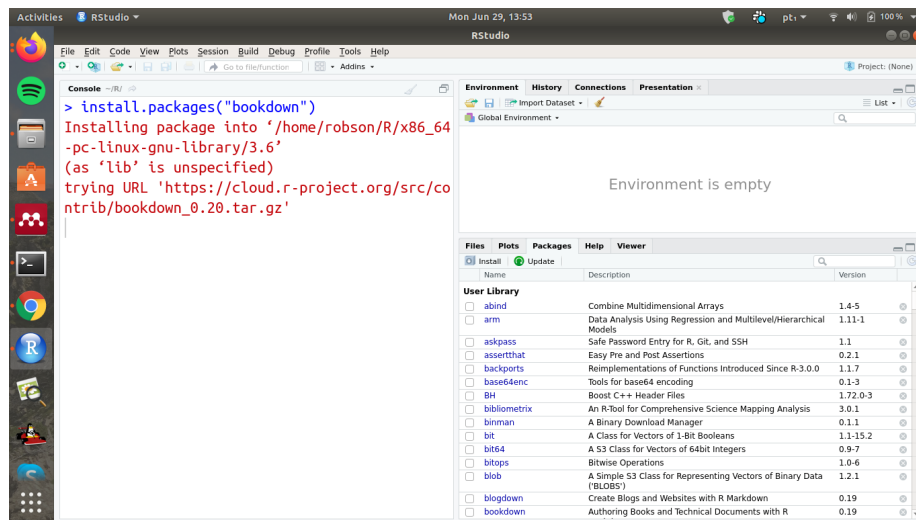 Activities RStudio Mon Jun 29, 13:53 pt₁ 100 %
RStudio
File Edit Code View Plots Session Build Debug Profile Tools Help
Go to file/function Addins Project: (None)
Console ~/R/
> install.packages("bookdown")
Installing package into ‘/home/robson/R/x86_64
-pc-linux-gnu-library/3.6’
(as ‘lib’ is unspecified)
trying URL 'https://cloud.r-project.org/src/co
ntrib/bookdown_0.20.tar.gz'
Environment History Connections Presentation
Import Dataset List
Global Environment
Environment is empty
Files Plots Packages Help Viewer
Install Update
Name Description Version
User Library
abind Combine Multidimensional Arrays 1.4-5
arm Data Analysis Using Regression and Multilevel/Hierarchical 1.11-1
Models
askpass Safe Password Entry for R, Git, and SSH 1.1
assertthat Easy Pre and Post Assertions 0.2.1
backports Reimplementations of Functions Introduced Since R-3.0.0 1.1.7
base64enc Tools for base64 encoding 0.1-3
BH Boost C++ Header Files 1.72.0-3
bibliometrix An R-Tool for Comprehensive Science Mapping Analysis 3.0.1
binman A Binary Download Manager 0.1.1
bit A Class for Vectors of 1-Bit Booleans 1.1-15.2
bit64 A S3 Class for Vectors of 64bit Integers 0.9-7
bitops Bitwise Operations 1.0-6
blob A Simple S3 Class for Representing Vectors of Binary Data 1.2.1
('BLOBS')
blogdown Create Blogs and Websites with R Markdown 0.19
bookdown Authoring Books and Technical Documents with R 0.19